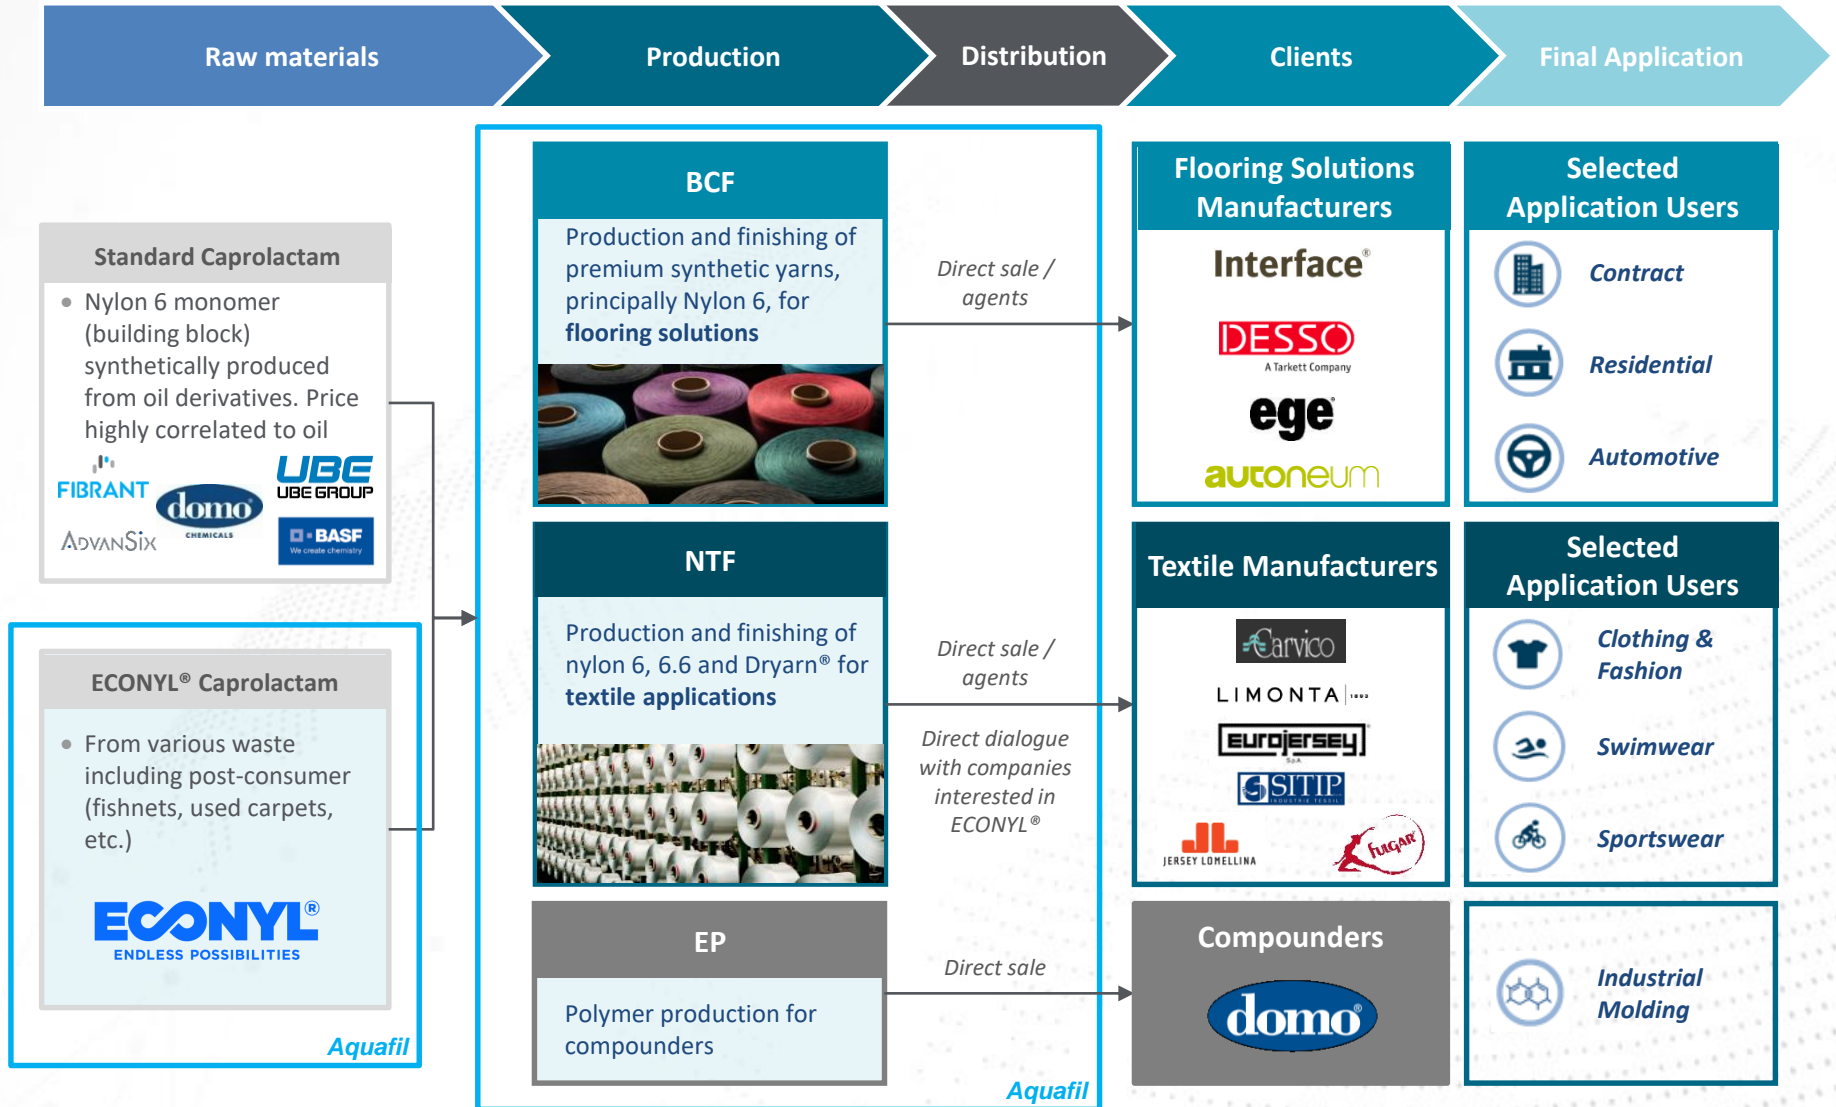 Raw materials
Production
Distribution
Clients
Final Application
Standard Caprolactam
• Nylon 6 monomer
(building block)
synthetically produced
from oil derivatives. Price
highly correlated to oil
FIBRANT
domo
CHEMICALS
UBE
UBE GROUP
ADVANSIX
BASF
We create chemistry
ECONYL® Caprolactam
• From various waste
including post-consumer
(fishnets, used carpets,
etc.)
ECONYL®
ENDLESS POSSIBILITIES
Aquafil
BCF
Production and finishing of
premium synthetic yarns,
principally Nylon 6, for
flooring solutions
NTF
Production and finishing of
nylon 6, 6.6 and Dryarn® for
textile applications
EP
Polymer production for
compounders
Direct sale /
agents
Direct sale /
agents
Direct dialogue
with companies
interested in
ECONYL®
Direct sale
Aquafil
Flooring Solutions
Manufacturers
Interface®
DESSO
A Tarkett Company
ege
autoneum
Textile Manufacturers
Carvico
LIMONTA
EUROJERSEY®
S.p.A.
SITIP
INDUSTRIE TESSILI
JL
JERSEY LOMELLINA
FULGAR
Compounders
domo®
Selected
Application Users
Contract
Residential
Automotive
Selected
Application Users
Clothing &
Fashion
Swimwear
Sportswear
Industrial
Molding